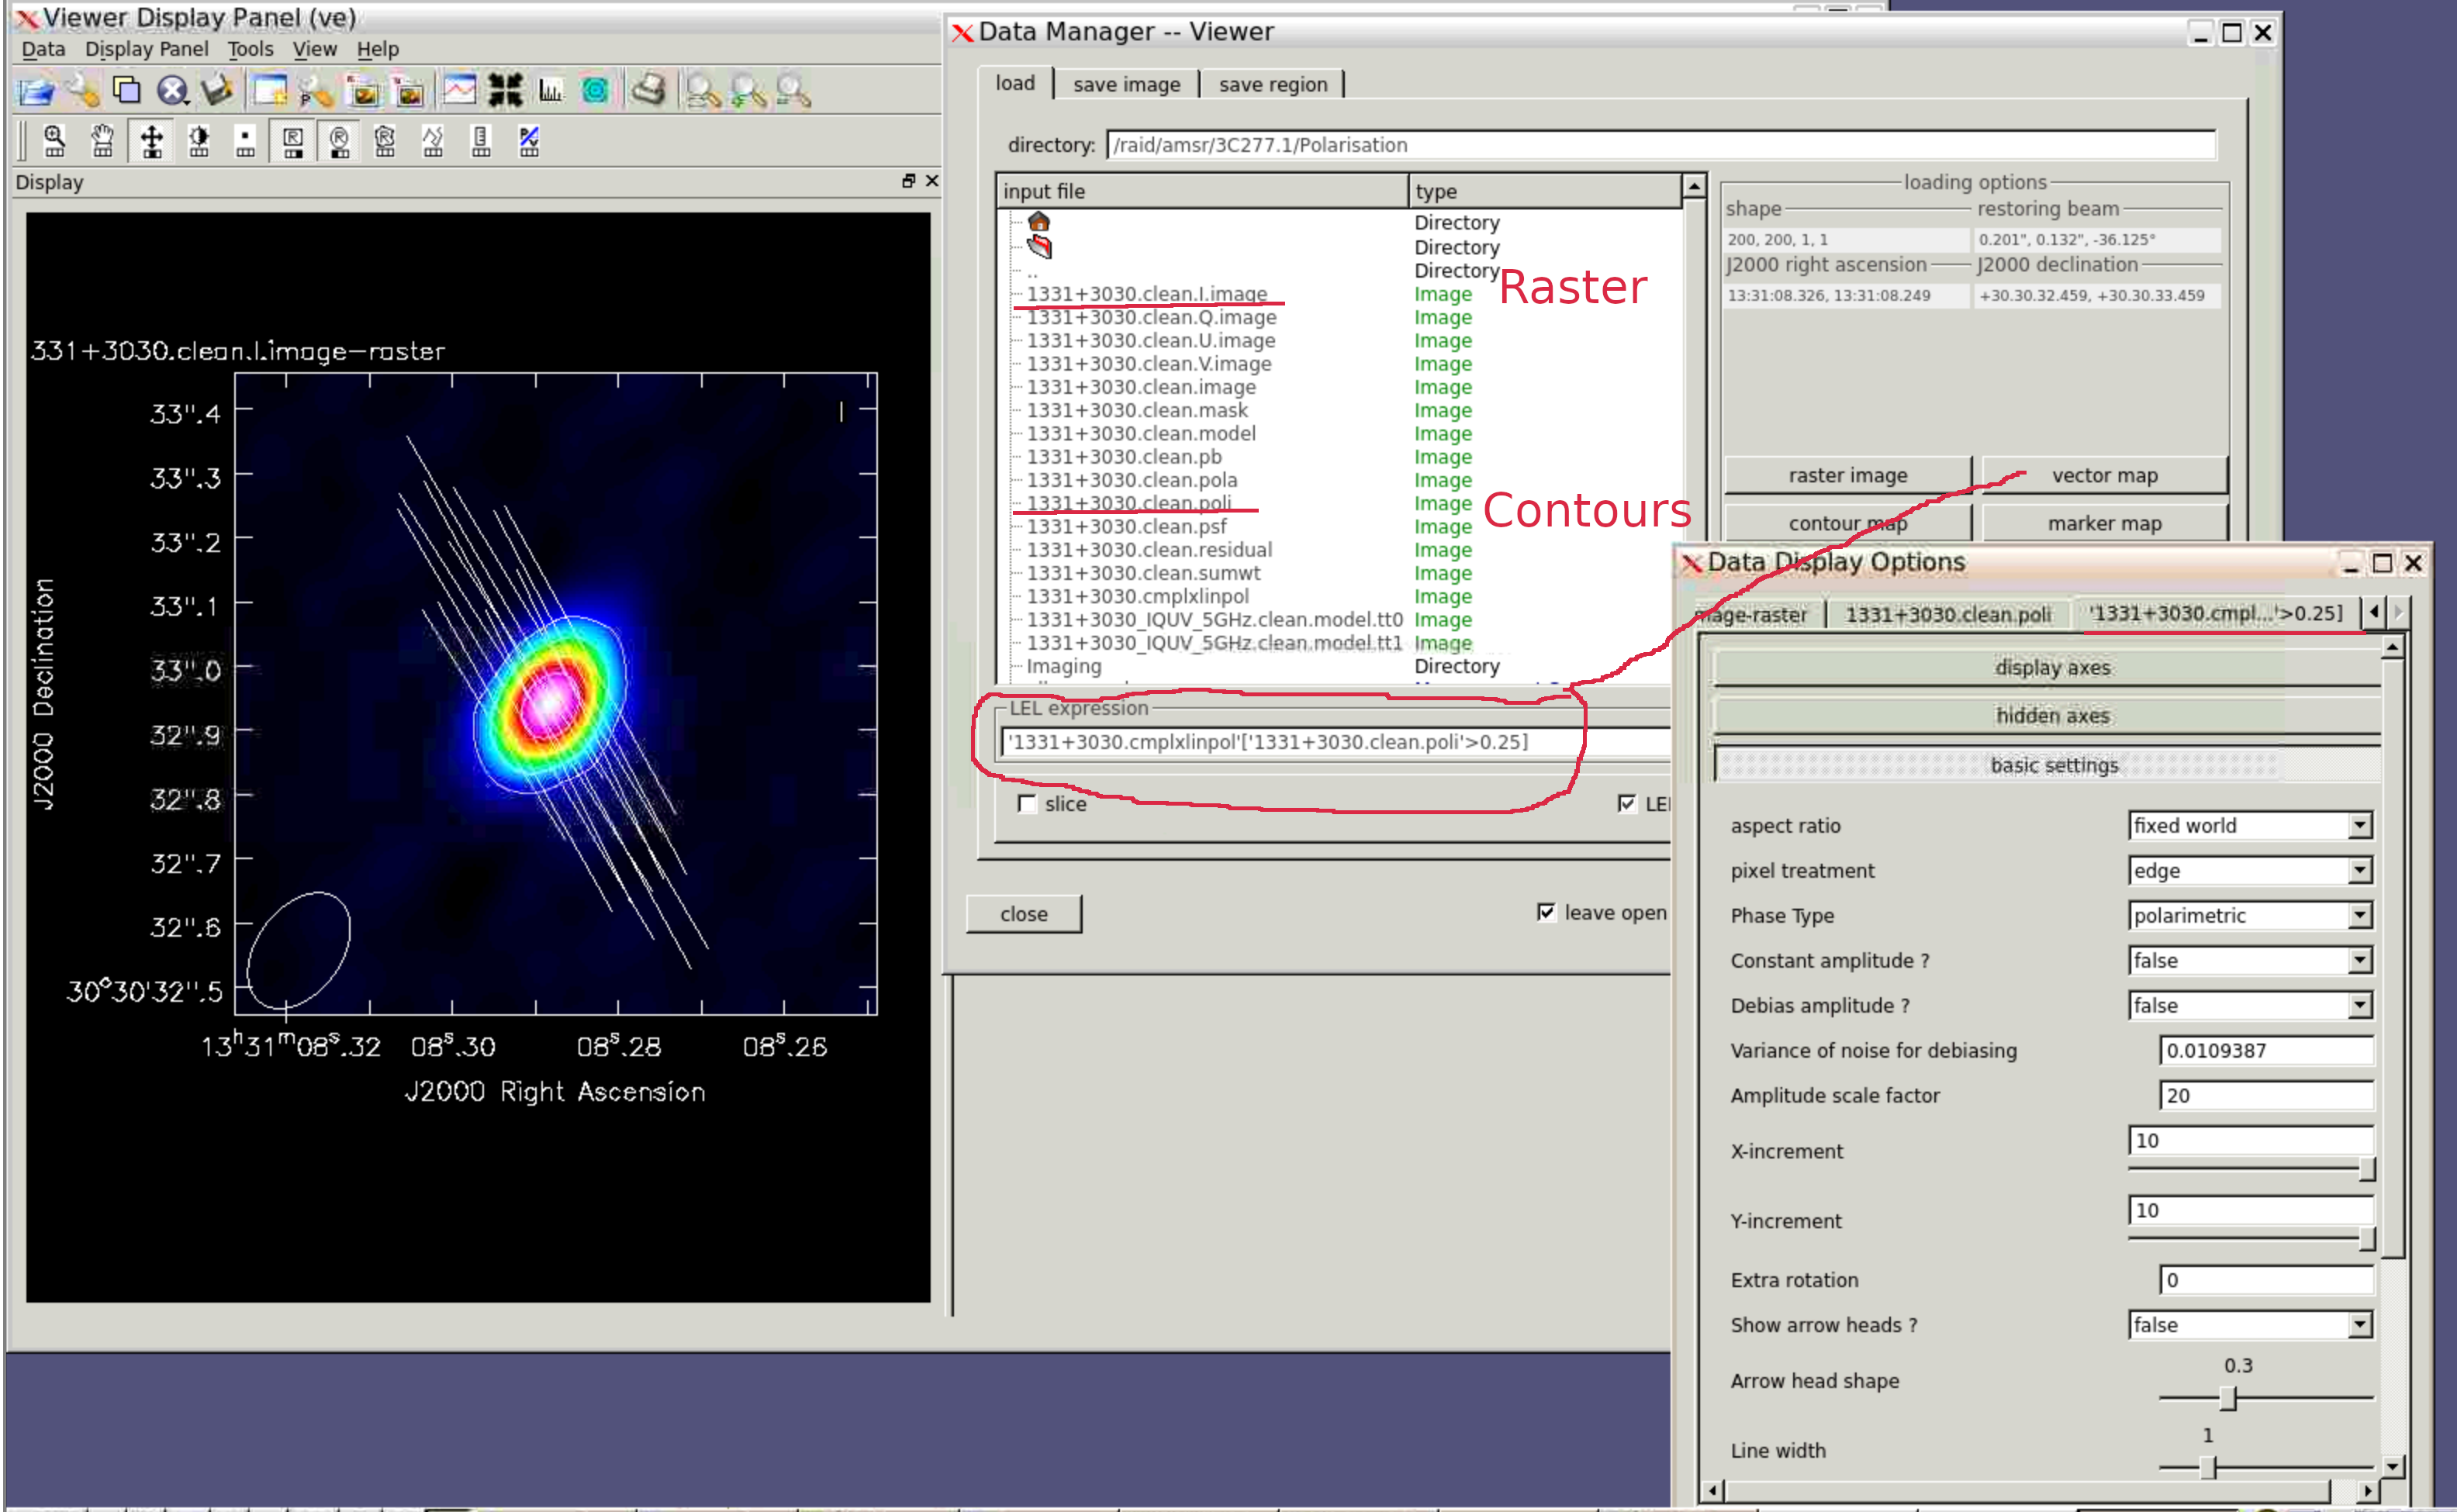 Viewer Display Panel (ve)
Data Display Panel Tools View Help
Display
331+3030.clean.I.image-raster
33".4
33".3
33".2
33".1
33".0
32".9
32".8
32".7
32".6
30°30'32".5
J2000 Declination
13h31m08s.32 08s.30 08s.28 08s.26
J2000 Right Ascension
Data Manager -- Viewer
load save image save region
directory: /raid/amsr/3C277.1/Polarisation
input file type
Directory
Directory
.. Directory
1331+3030.clean.I.image Image
Raster
1331+3030.clean.Q.image Image
1331+3030.clean.U.image Image
1331+3030.clean.V.image Image
1331+3030.clean.image Image
1331+3030.clean.mask Image
1331+3030.clean.model Image
1331+3030.clean.pb Image
1331+3030.clean.pola Image
1331+3030.clean.poli Image
Contours
1331+3030.clean.psf Image
1331+3030.clean.residual Image
1331+3030.clean.sumwt Image
1331+3030.cmplxlinpol Image
1331+3030_IQUV_5GHz.clean.model.tt0 Image
1331+3030_IQUV_5GHz.clean.model.tt1 Image
Imaging Directory
loading options
shape restoring beam
200, 200, 1, 1 0.201", 0.132", -36.125°
J2000 right ascension J2000 declination
13:31:08.326, 13:31:08.249 +30.30.32.459, +30.30.33.459
raster image vector map
contour map marker map
LEL expression
'1331+3030.cmplxlinpol'['1331+3030.clean.poli'>0.25]
slice LEL
close leave open
Data Display Options
mage-raster 1331+3030.clean.poli '1331+3030.cmpl...'>0.25]
display axes
hidden axes
basic settings
aspect ratio fixed world
pixel treatment edge
Phase Type polarimetric
Constant amplitude ? false
Debias amplitude ? false
Variance of noise for debiasing 0.0109387
Amplitude scale factor 20
X-increment 10
Y-increment 10
Extra rotation 0
Show arrow heads ? false
Arrow head shape 0.3
Line width 1